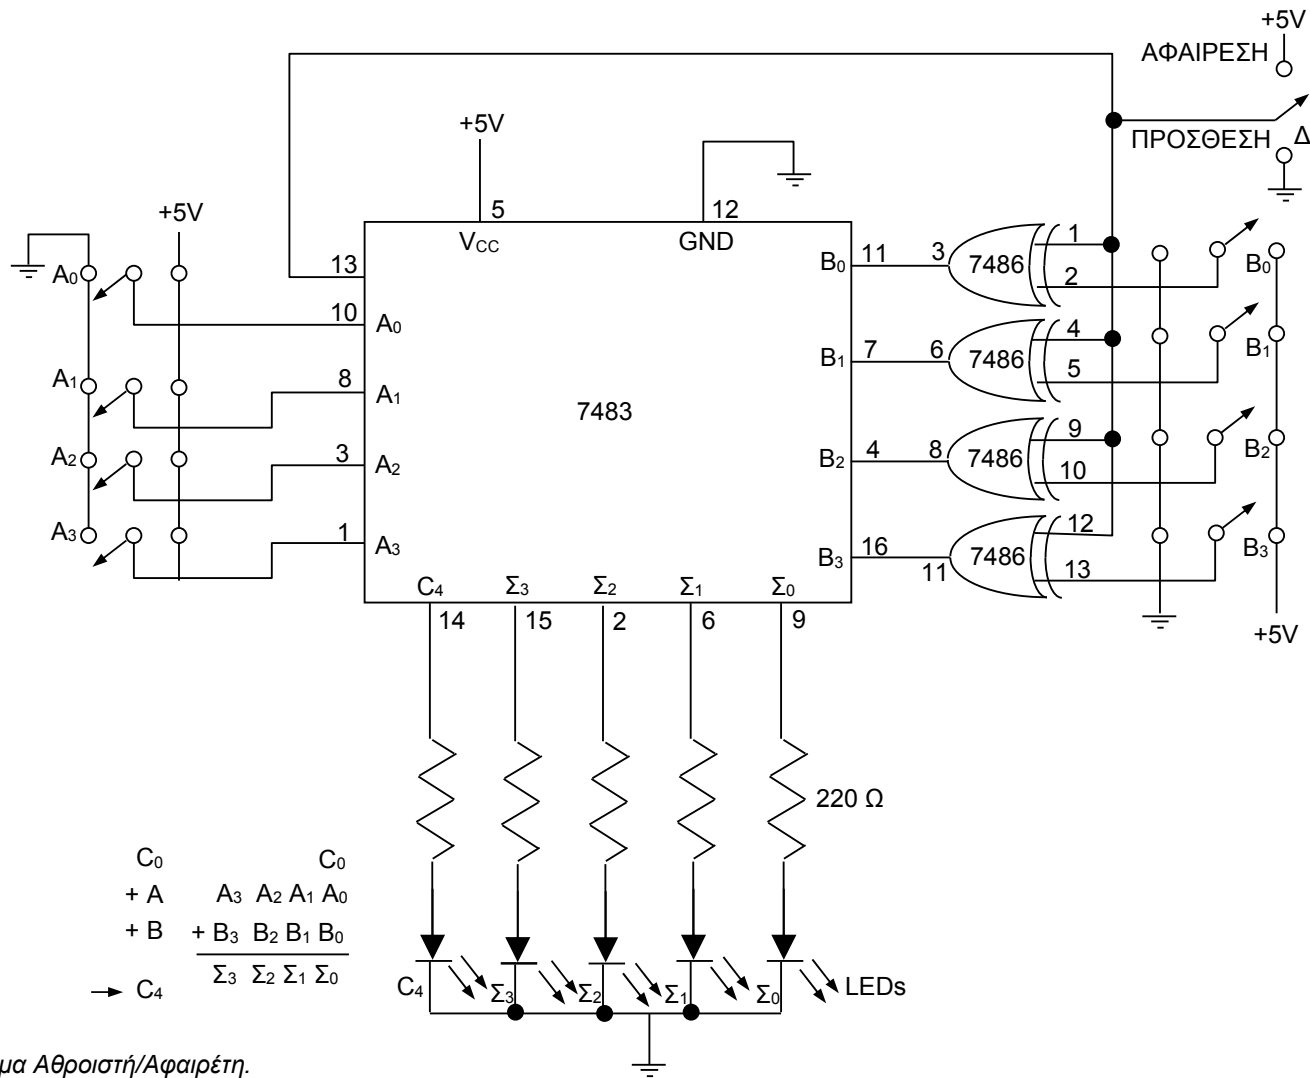 +5V
ΑΦΑΙΡΕΣΗ
+5V
ΠΡΟΣΘΕΣΗ Δ
+5V
5
12
VCC
GND
13
A0
10
A0
A1
8
A1
A2
3
A2
A3
1
A3
7483
B0
11
3
7486
1
2
B0
B1
7
6
7486
4
5
B1
B2
4
8
7486
9
10
B2
B3
16
11
7486
12
13
B3
+5V
C4
Σ3
Σ2
Σ1
Σ0
14
15
2
6
9
220 Ω
C0
C0
+ A
A3 A2 A1 A0
+ B
+ B3 B2 B1 B0
C4
Σ3 Σ2 Σ1 Σ0
C4
Σ3
Σ2
Σ1
Σ0
LEDs
μα Αθροιστή/Αφαιρέτη.